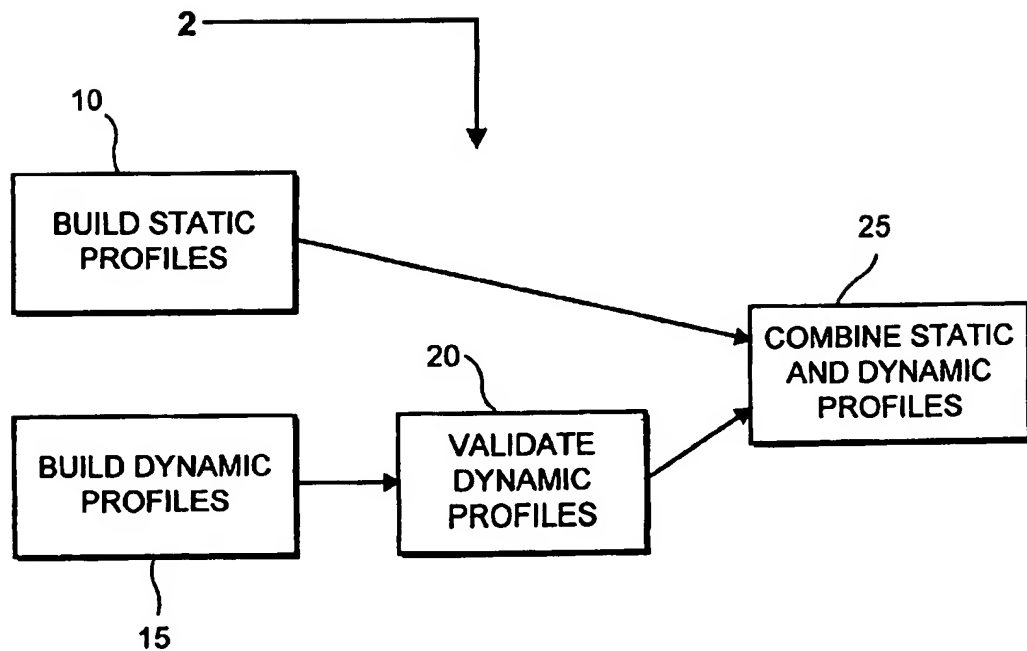 2
10
BUILD STATIC
PROFILES
25
COMBINE STATIC
AND DYNAMIC
PROFILES
20
VALIDATE
DYNAMIC
PROFILES
BUILD DYNAMIC
PROFILES
15